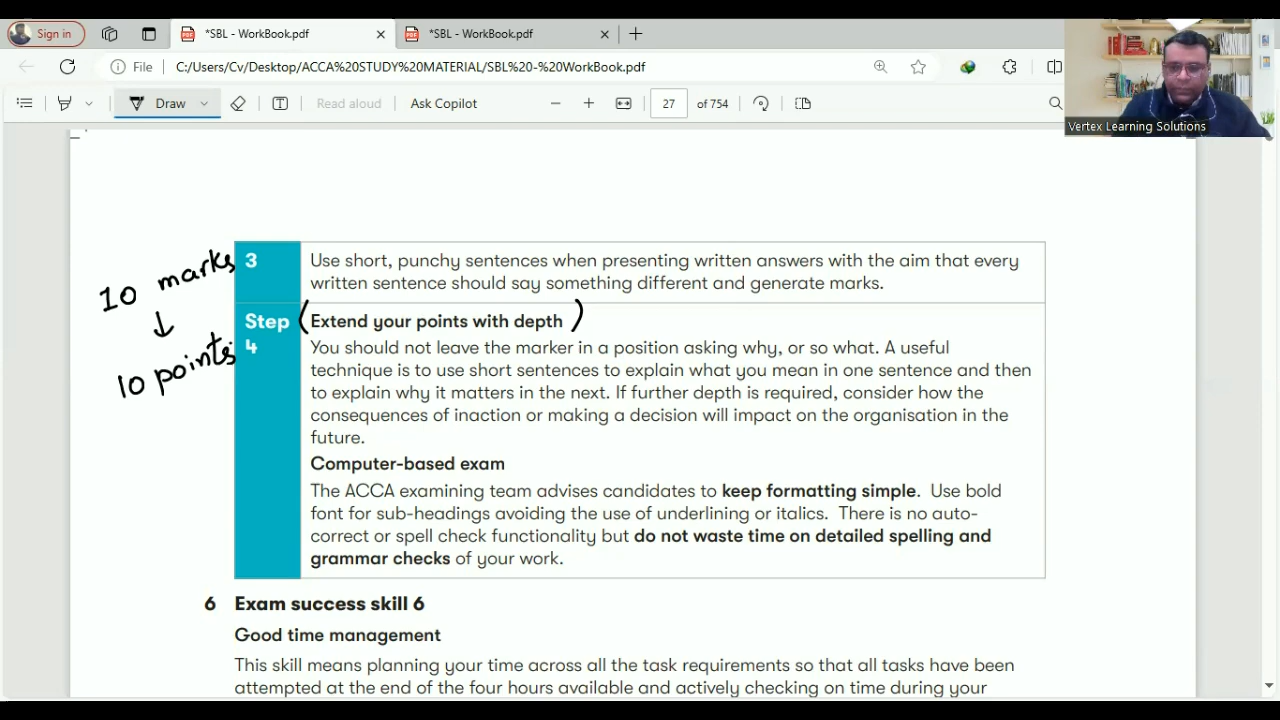 Sign in
*SBL - WorkBook.pdf
*SBL - WorkBook.pdf
File
C:/Users/Cv/Desktop/ACCA%20STUDY%20MATERIAL/SBL%20-%20WorkBook.pdf
Draw
Read aloud
Ask Copilot
27
of 754
Vertex Learning Solutions
10 marks
↓
10 points
3
Use short, punchy sentences when presenting written answers with the aim that every
written sentence should say something different and generate marks.
Step
4
(Extend your points with depth)
You should not leave the marker in a position asking why, or so what. A useful
technique is to use short sentences to explain what you mean in one sentence and then
to explain why it matters in the next. If further depth is required, consider how the
consequences of inaction or making a decision will impact on the organisation in the
future.
Computer-based exam
The ACCA examining team advises candidates to keep formatting simple. Use bold
font for sub-headings avoiding the use of underlining or italics. There is no auto-
correct or spell check functionality but do not waste time on detailed spelling and
grammar checks of your work.
6 Exam success skill 6
Good time management
This skill means planning your time across all the task requirements so that all tasks have been
attempted at the end of the four hours available and actively checking on time during your